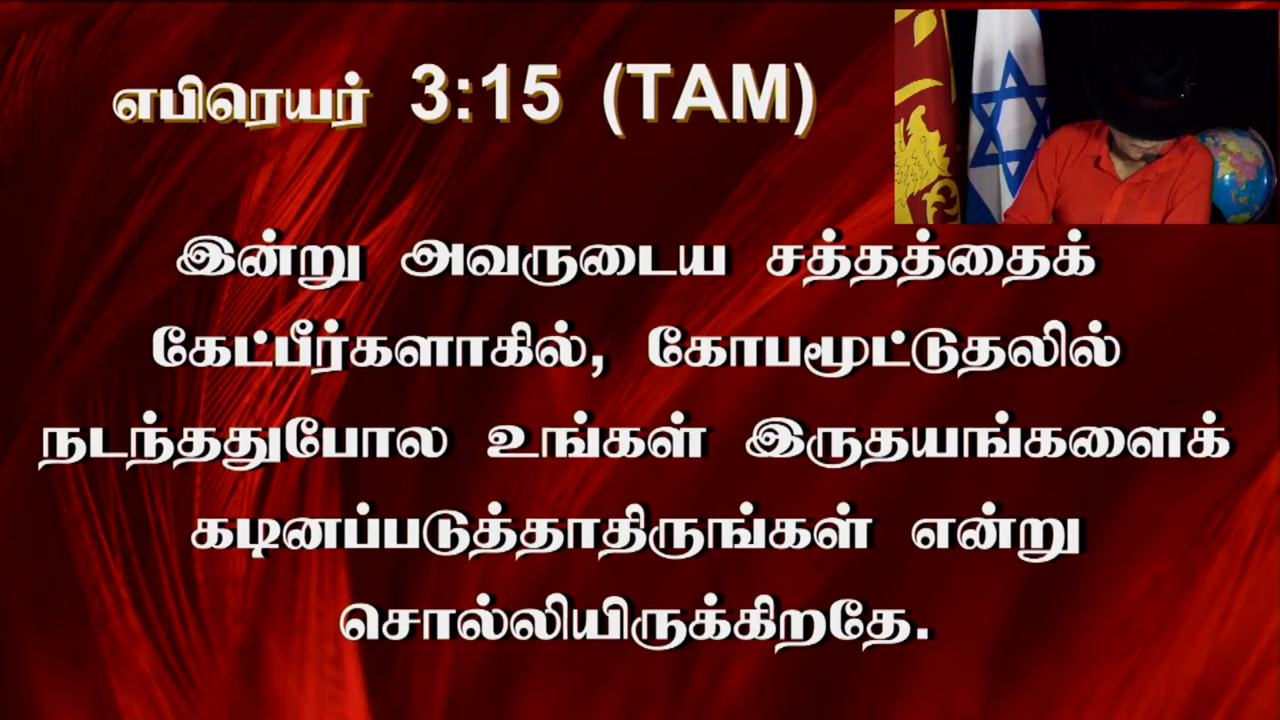 எபிரெயர் 3:15 (TAM)
இன்று அவருடைய சத்தத்தைக்
கேட்பீர்களாகில், கோபமூட்டுதலில்
நடந்ததுபோல உங்கள் இருதயங்களைக்
கடினப்படுத்தாதிருங்கள் என்று
சொல்லியிருக்கிறதே.